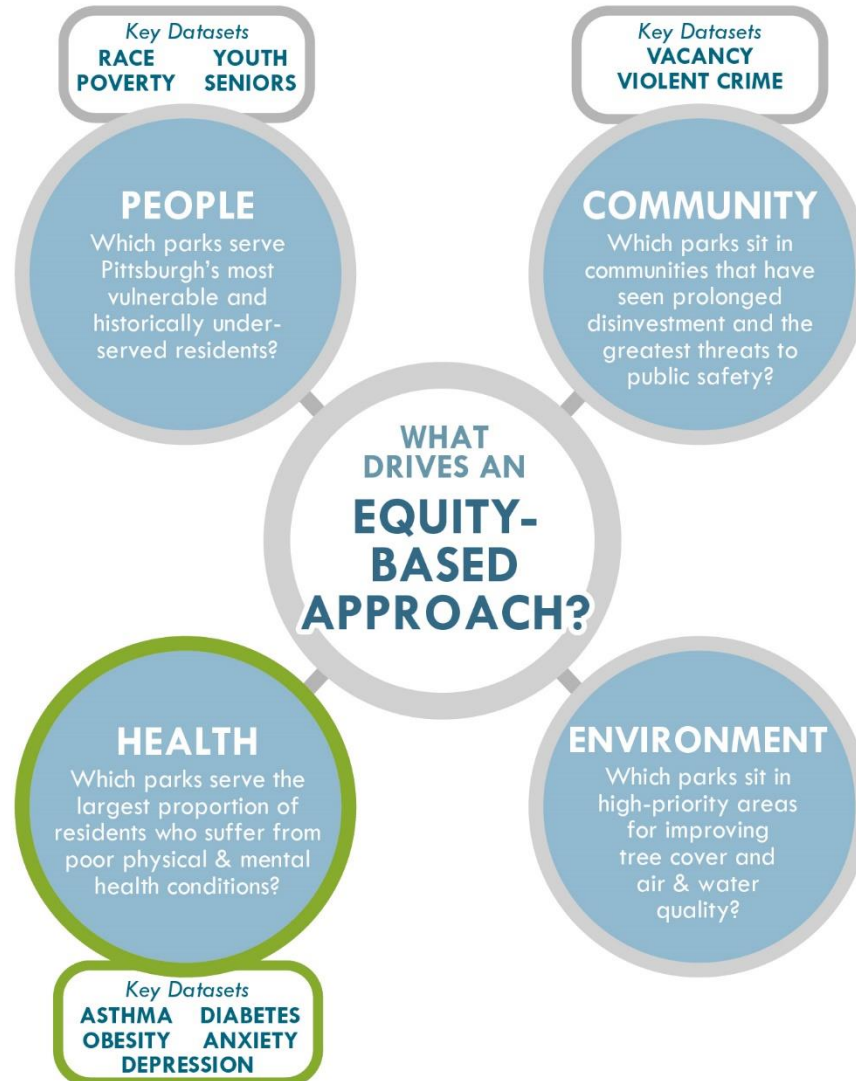 Key Datasets
RACE YOUTH
POVERTY SENIORS
PEOPLE
Which parks serve
Pittsburgh's most
vulnerable and
historically under-
served residents?
Key Datasets
VACANCY
VIOLENT CRIME
COMMUNITY
Which parks sit in
communities that have
seen prolonged
disinvestment and the
greatest threats to
public safety?
WHAT
DRIVES AN
EQUITY-
BASED
APPROACH?
HEALTH
Which parks serve the
largest proportion of
residents who suffer from
poor physical & mental
health conditions?
Key Datasets
ASTHMA DIABETES
OBESITY ANXIETY
DEPRESSION
ENVIRONMENT
Which parks sit in
high-priority areas
for improving
tree cover and
air & water
quality?